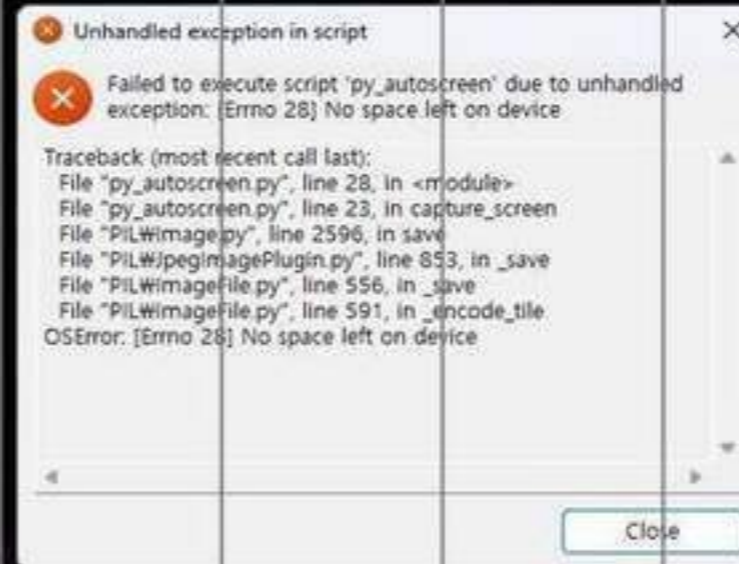 Unhandled exception in script
Failed to execute script 'py_autoscreen' due to unhandled
exception: [Errno 28] No space left on device
Traceback (most recent call last):
File "py_autoscreen.py", line 28, in <module>
File "py_autoscreen.py", line 23, in capture_screen
File "PIL₩Image.py", line 2596, in save
File "PIL₩JpegImagePlugin.py", line 853, in _save
File "PIL₩ImageFile.py", line 556, in _save
File "PIL₩ImageFile.py", line 591, in _encode_tile
OSError: [Errno 28] No space left on device
Close